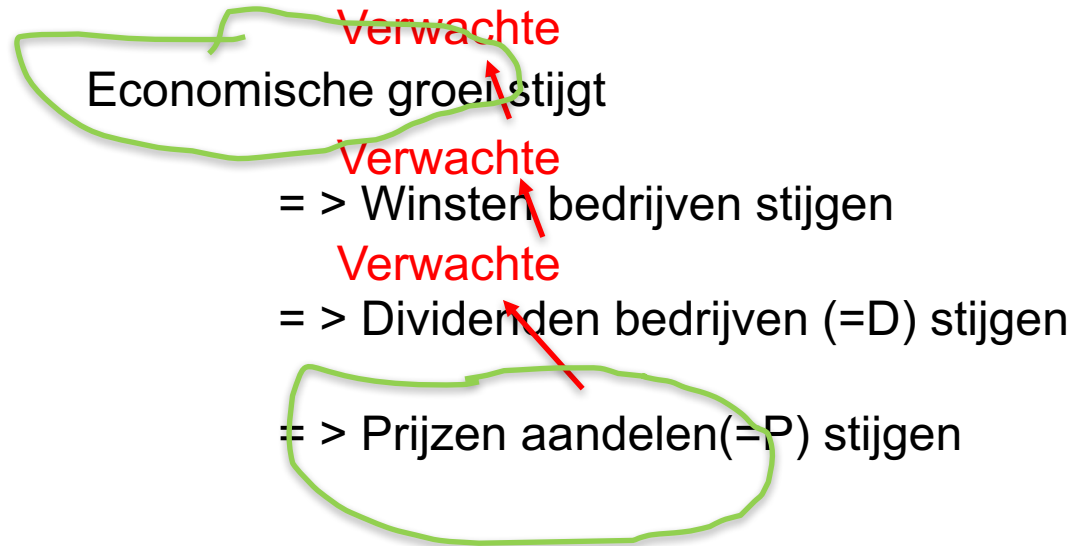 Verwachte
Economische groei stijgt
Verwachte
= > Winsten bedrijven stijgen
Verwachte
= > Dividenden bedrijven (=D) stijgen
= > Prijzen aandelen(=P) stijgen